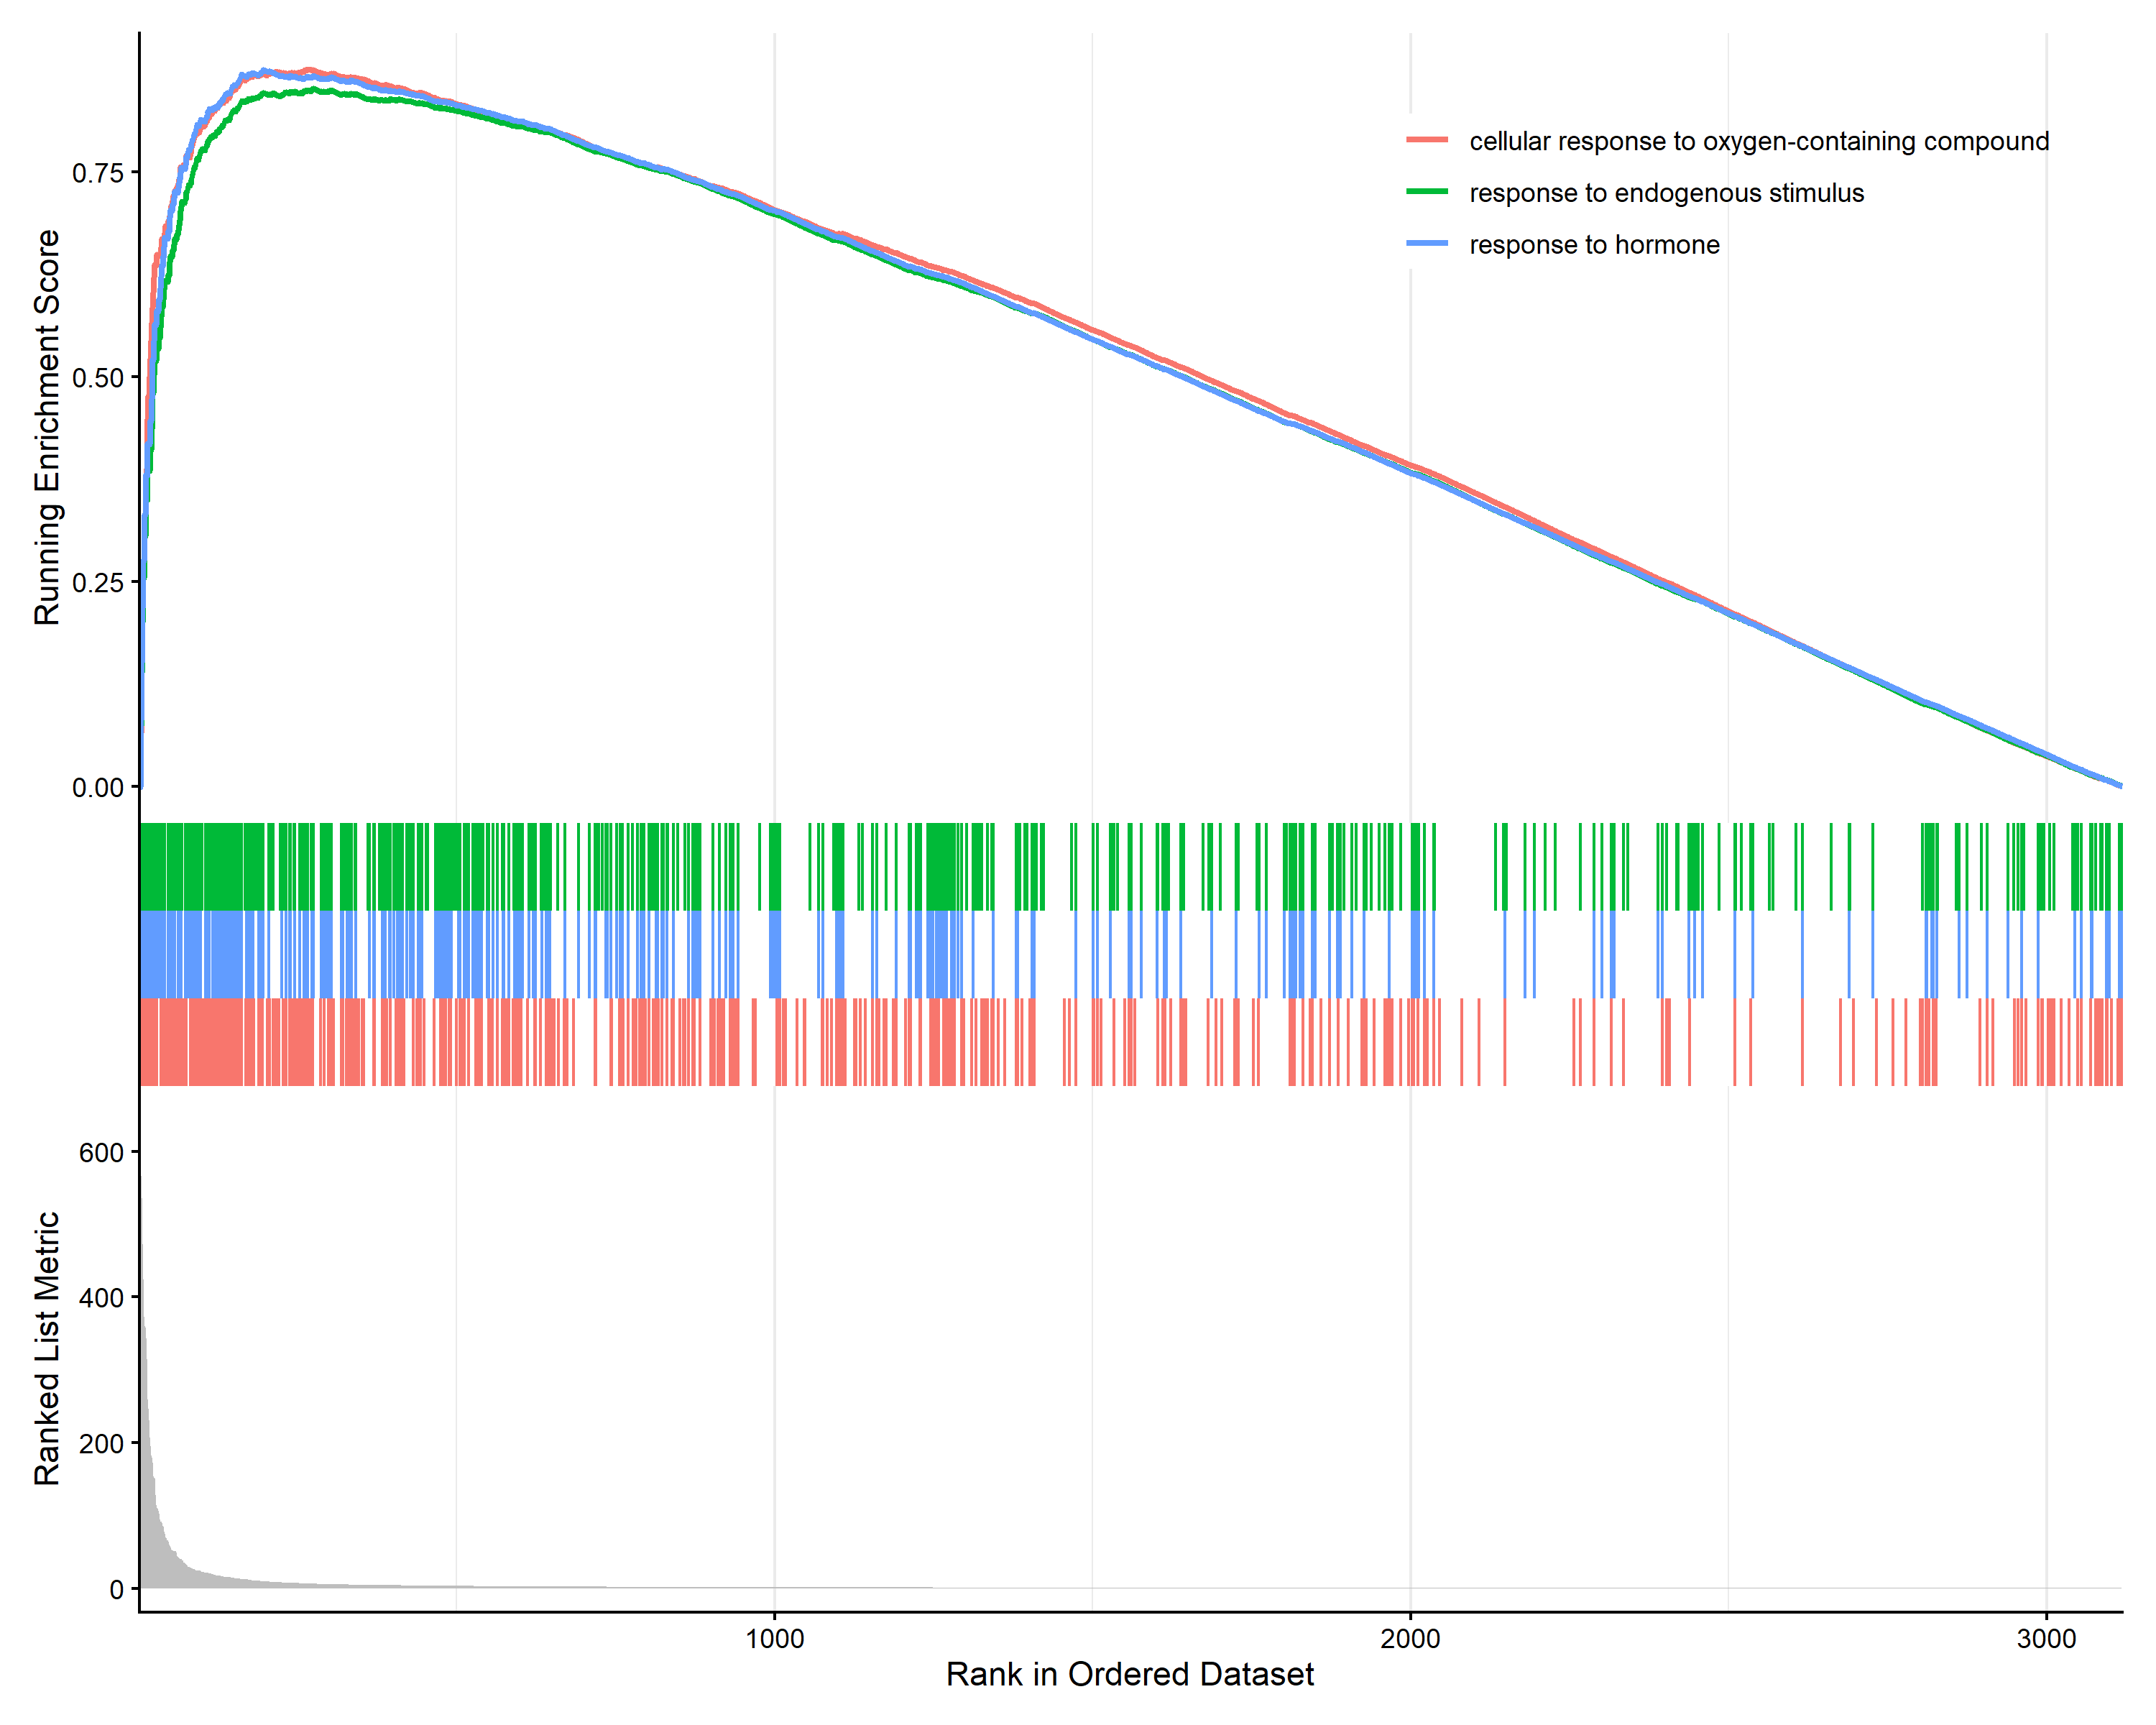 Running Enrichment Score
0.75
0.50
0.25
0.00
cellular response to oxygen-containing compound
response to endogenous stimulus
response to hormone
Ranked List Metric
600
400
200
0
1000
2000
3000
Rank in Ordered Dataset